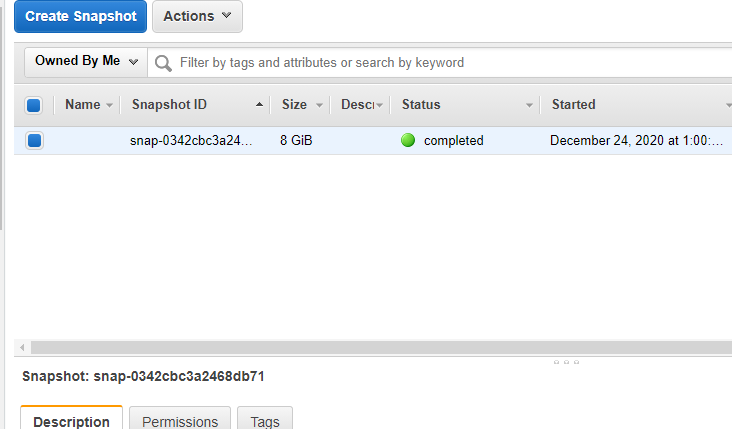 Create Snapshot Actions
Owned By Me Filter by tags and attributes or search by keyword
Name Snapshot ID Size Descr Status Started
snap-0342cbc3a24... 8 GiB completed December 24, 2020 at 1:00:...
Snapshot: snap-0342cbc3a2468db71
Description Permissions Tags